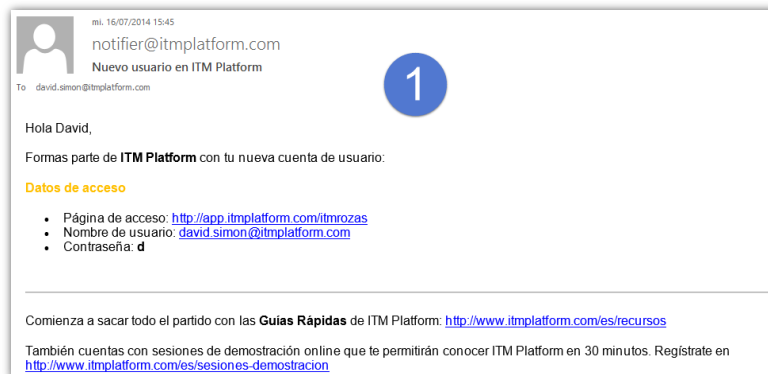 mi. 16/07/2014 15:45
notifier@itmplatform.com
Nuevo usuario en ITM Platform
To david.simon@itmplatform.com
1
Hola David,
Formas parte de ITM Platform con tu nueva cuenta de usuario:
Datos de acceso
• Página de acceso: http://app.itmplatform.com/itmrozas
• Nombre de usuario: david.simon@itmplatform.com
• Contraseña: d
Comienza a sacar todo el partido con las Guías Rápidas de ITM Platform: http://www.itmplatform.com/es/recursos
También cuentas con sesiones de demostración online que te permitirán conocer ITM Platform en 30 minutos. Regístrate en
http://www.itmplatform.com/es/sesiones-demostracion